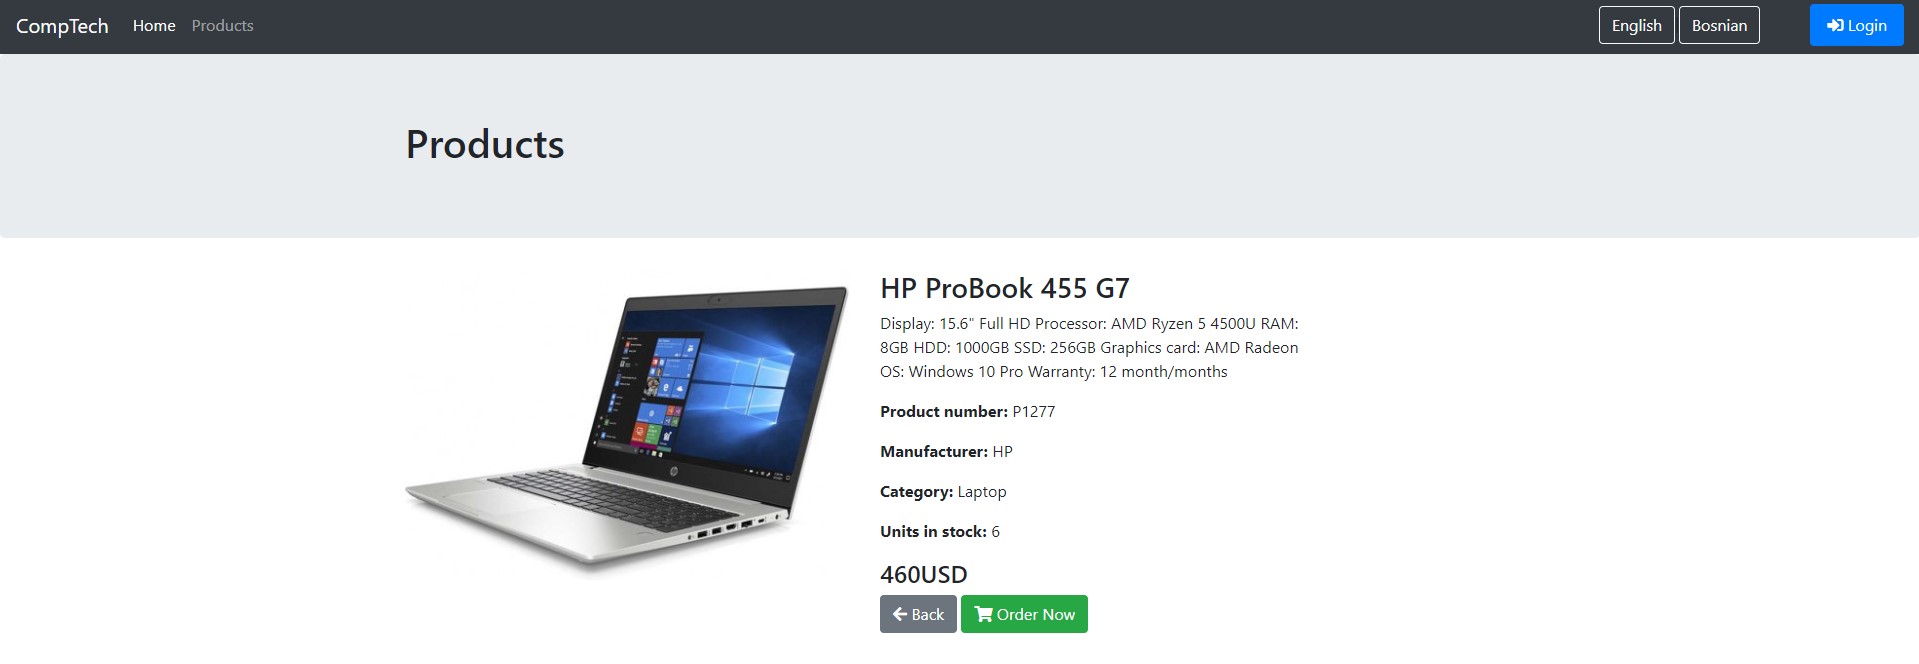 CompTech Home Products English Bosnian Login
Products
HP ProBook 455 G7
Display: 15.6" Full HD Processor: AMD Ryzen 5 4500U RAM:
8GB HDD: 1000GB SSD: 256GB Graphics card: AMD Radeon
OS: Windows 10 Pro Warranty: 12 month/months
Product number: P1277
Manufacturer: HP
Category: Laptop
Units in stock: 6
460USD
Back Order Now